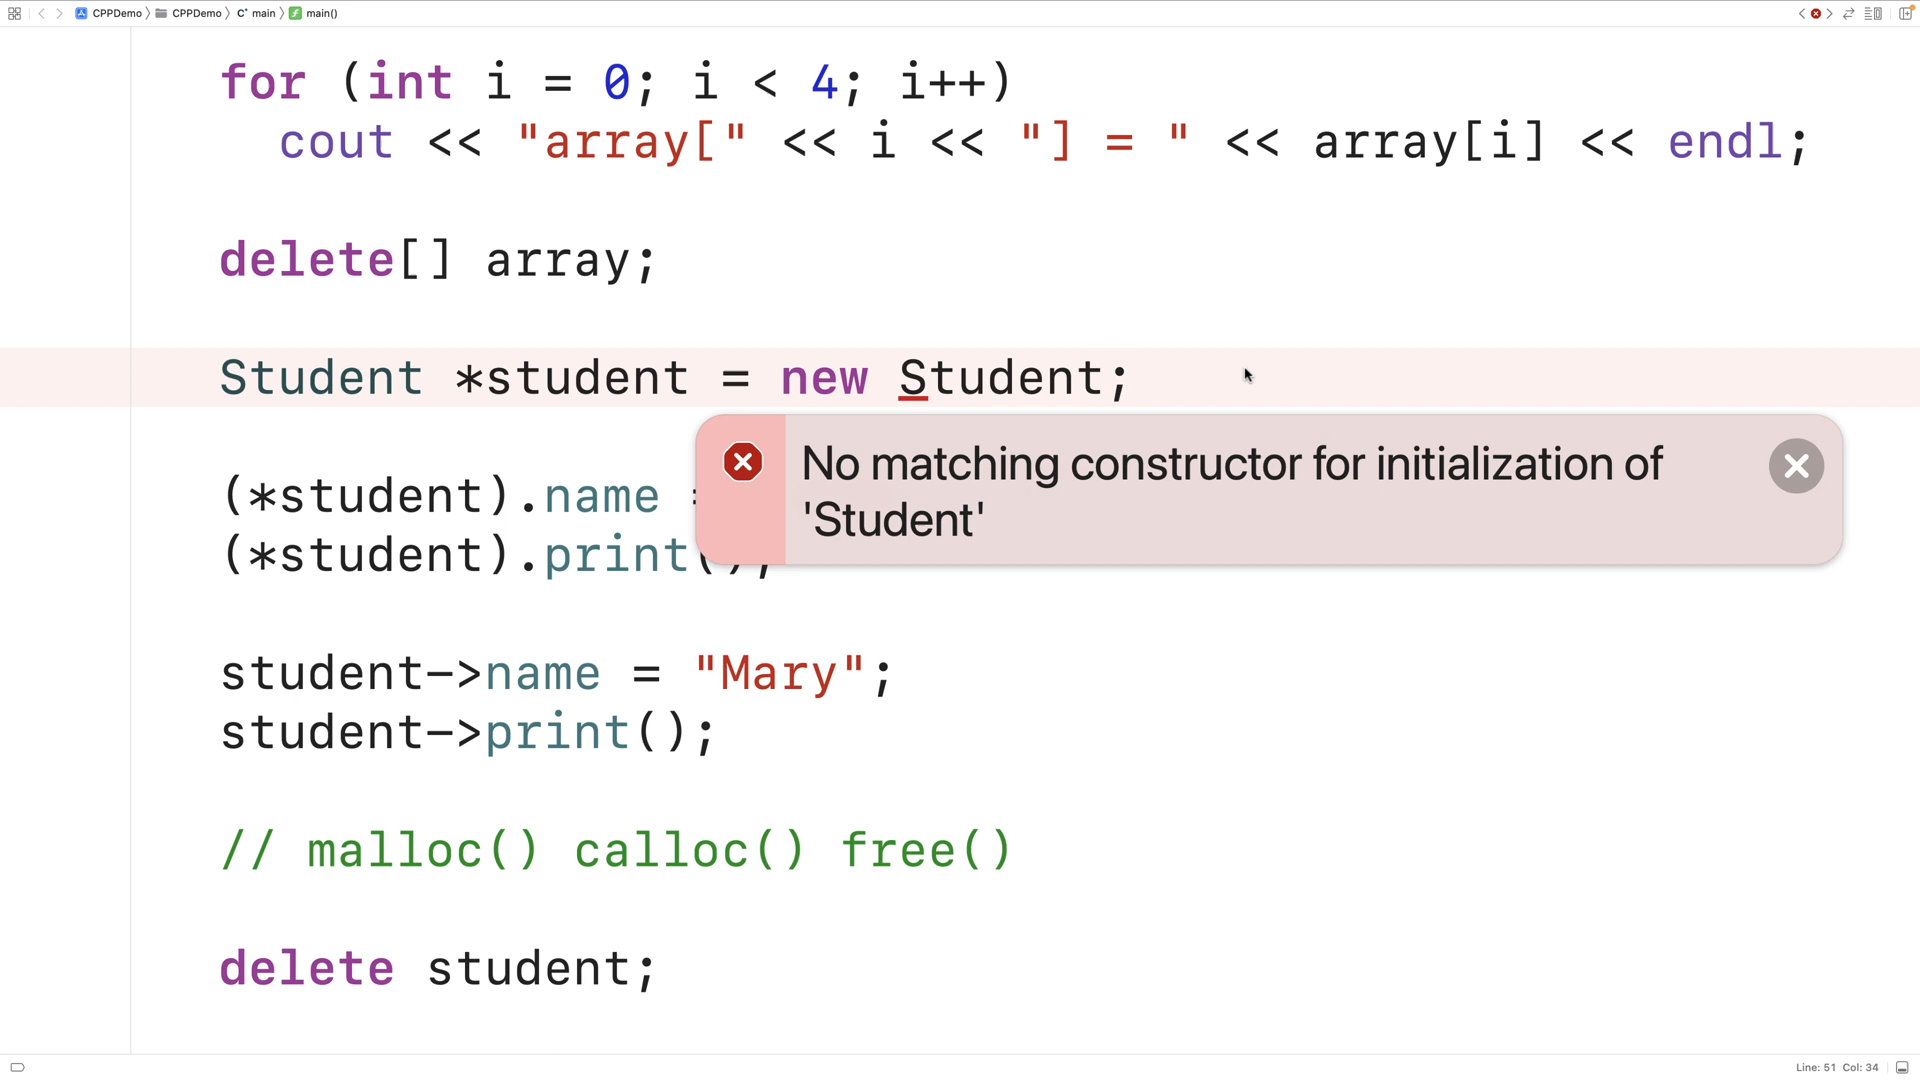 CPPDemo CPPDemo main main()
for (int i = 0; i < 4; i++)
cout << "array[" << i << "] = " << array[i] << endl;
delete[] array;
Student *student = new Student;
No matching constructor for initialization of
'Student'
(*student).name
(*student).print();
student->name = "Mary";
student->print();
// malloc() calloc() free()
delete student;
Line: 51 Col: 34